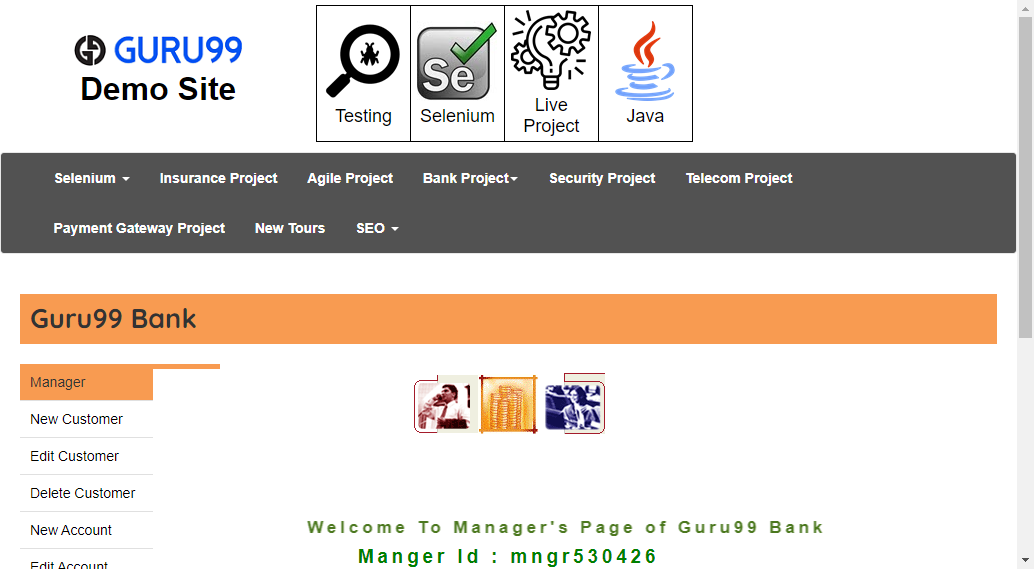 GURU99
Demo Site
Testing
Se
Selenium
Live
Project
Java
Selenium
Insurance Project
Agile Project
Bank Project
Security Project
Telecom Project
Payment Gateway Project
New Tours
SEO
Guru99 Bank
Manager
New Customer
Edit Customer
Delete Customer
New Account
Edit Account
Welcome To Manager's Page of Guru99 Bank
Manger Id : mngr530426